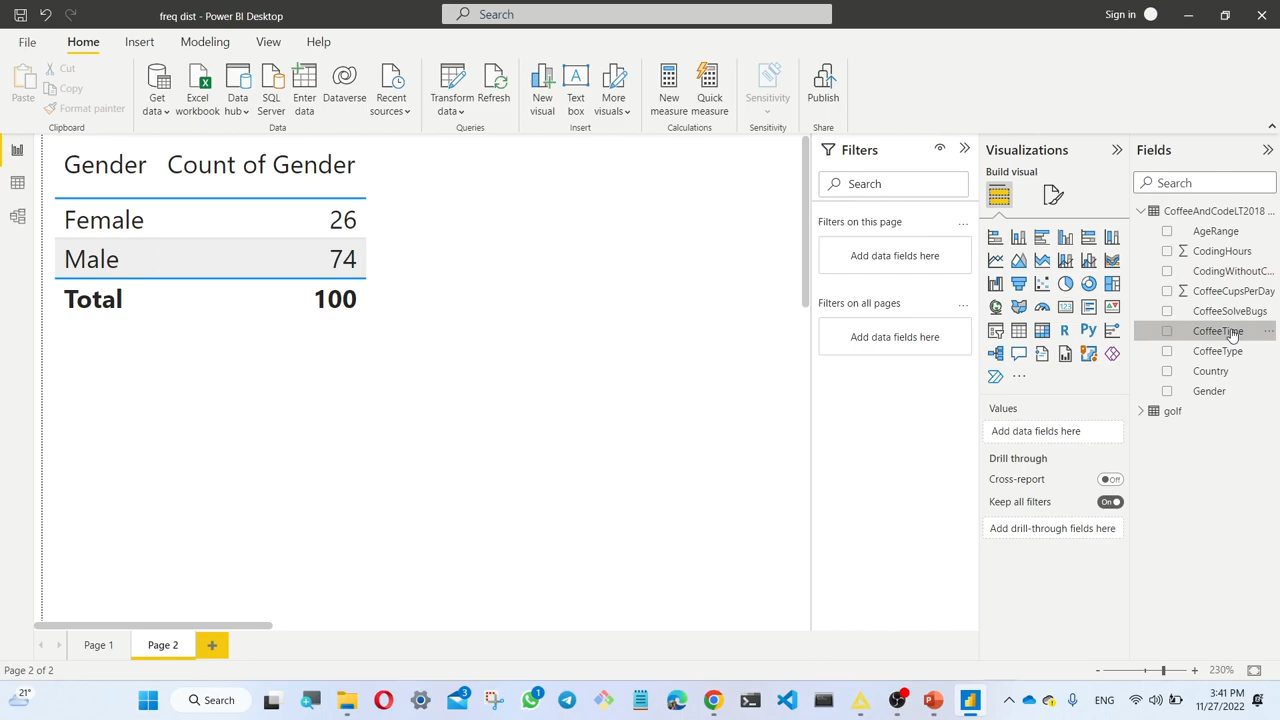 freq dist - Power BI Desktop
Search
Sign in
File
Home
Insert
Modeling
View
Help
Paste
Cut
Copy
Format painter
Clipboard
Get data
Excel workbook
Data hub
SQL Server
Enter data
Dataverse
Recent sources
Data
Transform data
Refresh
Queries
New visual
Text box
More visuals
Insert
New measure
Quick measure
Calculations
Sensitivity
Sensitivity
Publish
Share
Gender Count of Gender
Female 26
Male 74
Total 100
Filters
Search
Filters on this page
...
Add data fields here
Filters on all pages
...
Add data fields here
Visualizations
Build visual
R
Py
...
Values
Add data fields here
Drill through
Cross-report
Off
Keep all filters
On
Add drill-through fields here
Fields
Search
CoffeeAndCodeLT2018 ...
AgeRange
CodingHours
CodingWithoutC...
CoffeeCupsPerDay
CoffeeSolveBugs
CoffeeTime
...
CoffeeType
Country
Gender
golf
Page 1
Page 2
Page 2 of 2
- + 230%
21°
Search
3
1
ENG
3:41 PM
11/27/2022